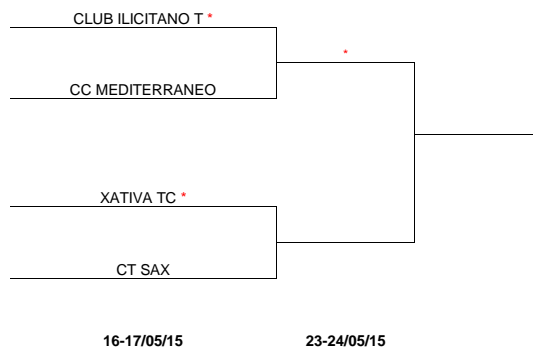 CLUB ILICITANO T *
*
CC MEDITERRANEO
XATIVA TC *
CT SAX
16-17/05/15 23-24/05/15